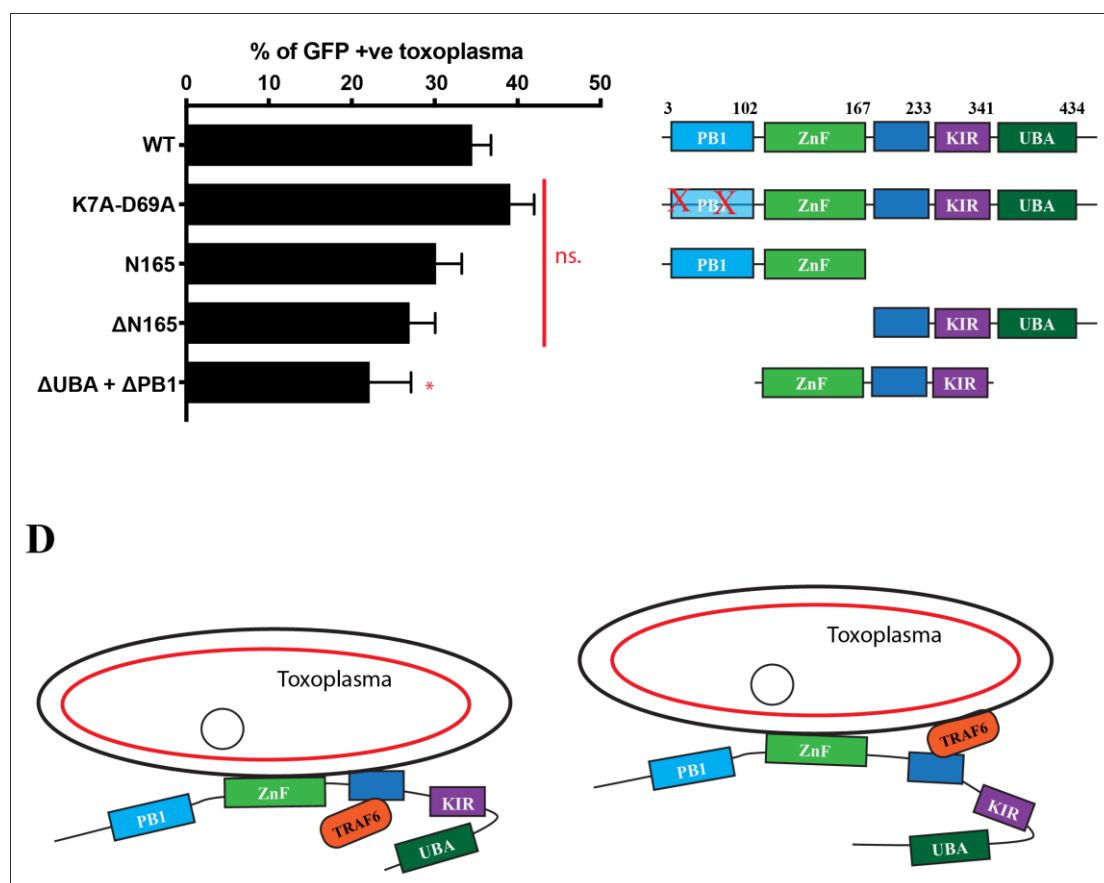 % of GFP +ve toxoplasma
0 10 20 30 40 50
WT
K7A-D69A
N165
ΔN165
ΔUBA + ΔPB1
ns.
*
3 102 167 233 341 434
PB1 ZnF KIR UBA
X PB1 X ZnF KIR UBA
PB1 ZnF
KIR UBA
ZnF KIR
D
Toxoplasma
ZnF
PB1
TRAF6
KIR
UBA
Toxoplasma
TRAF6
ZnF
PB1
KIR
UBA